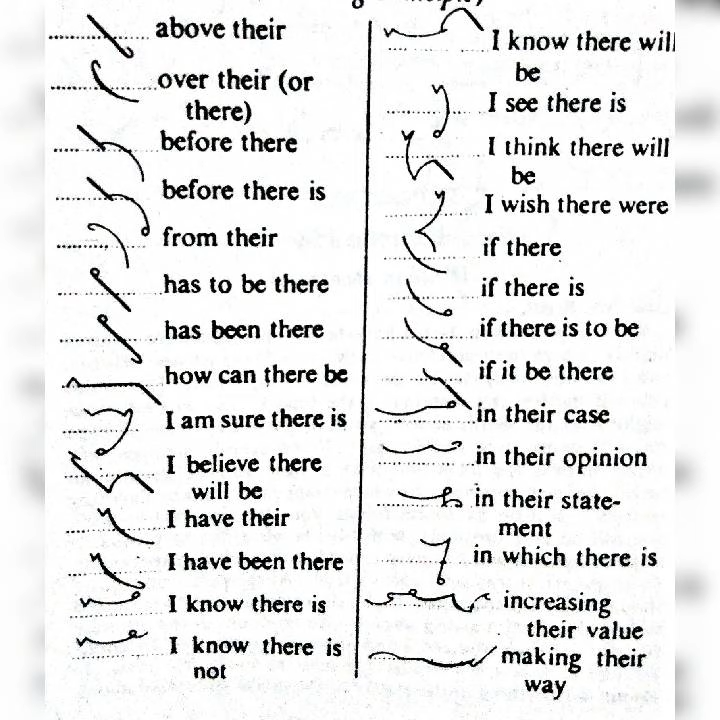 above their
over their (or
there)
before there
before there is
from their
has to be there
has been there
how can there be
I am sure there is
I believe there
will be
I have their
I have been there
I know there is
I know there is
not
I know there will
be
I see there is
I think there will
be
I wish there were
if there
if there is
if there is to be
if it be there
in their case
in their opinion
in their state-
ment
in which there is
increasing
their value
making their
way